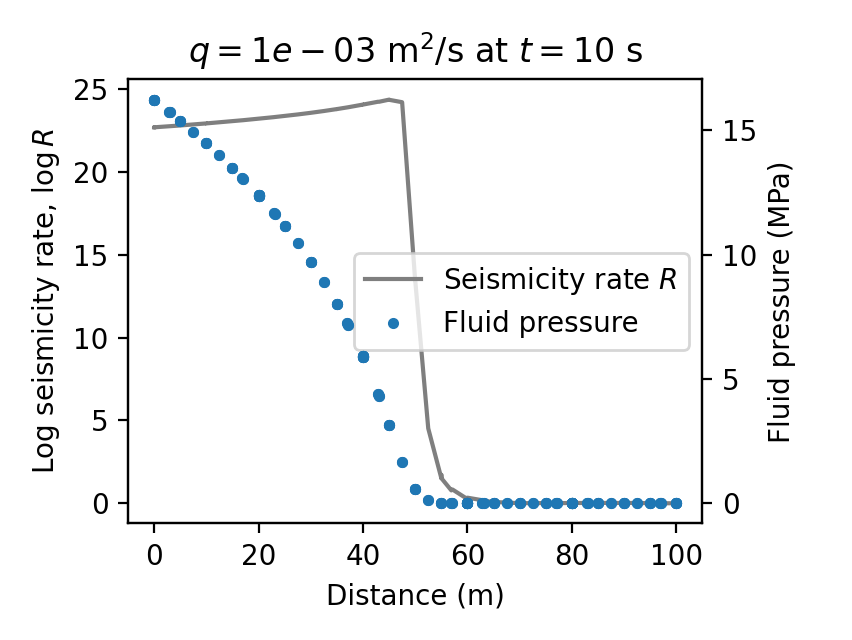 q = 1e − 03 m²/s at t = 10 s
Log seismicity rate, log R
25
20
15
10
5
0
15
10
5
0
Fluid pressure (MPa)
Seismicity rate R
Fluid pressure
0 20 40 60 80 100
Distance (m)